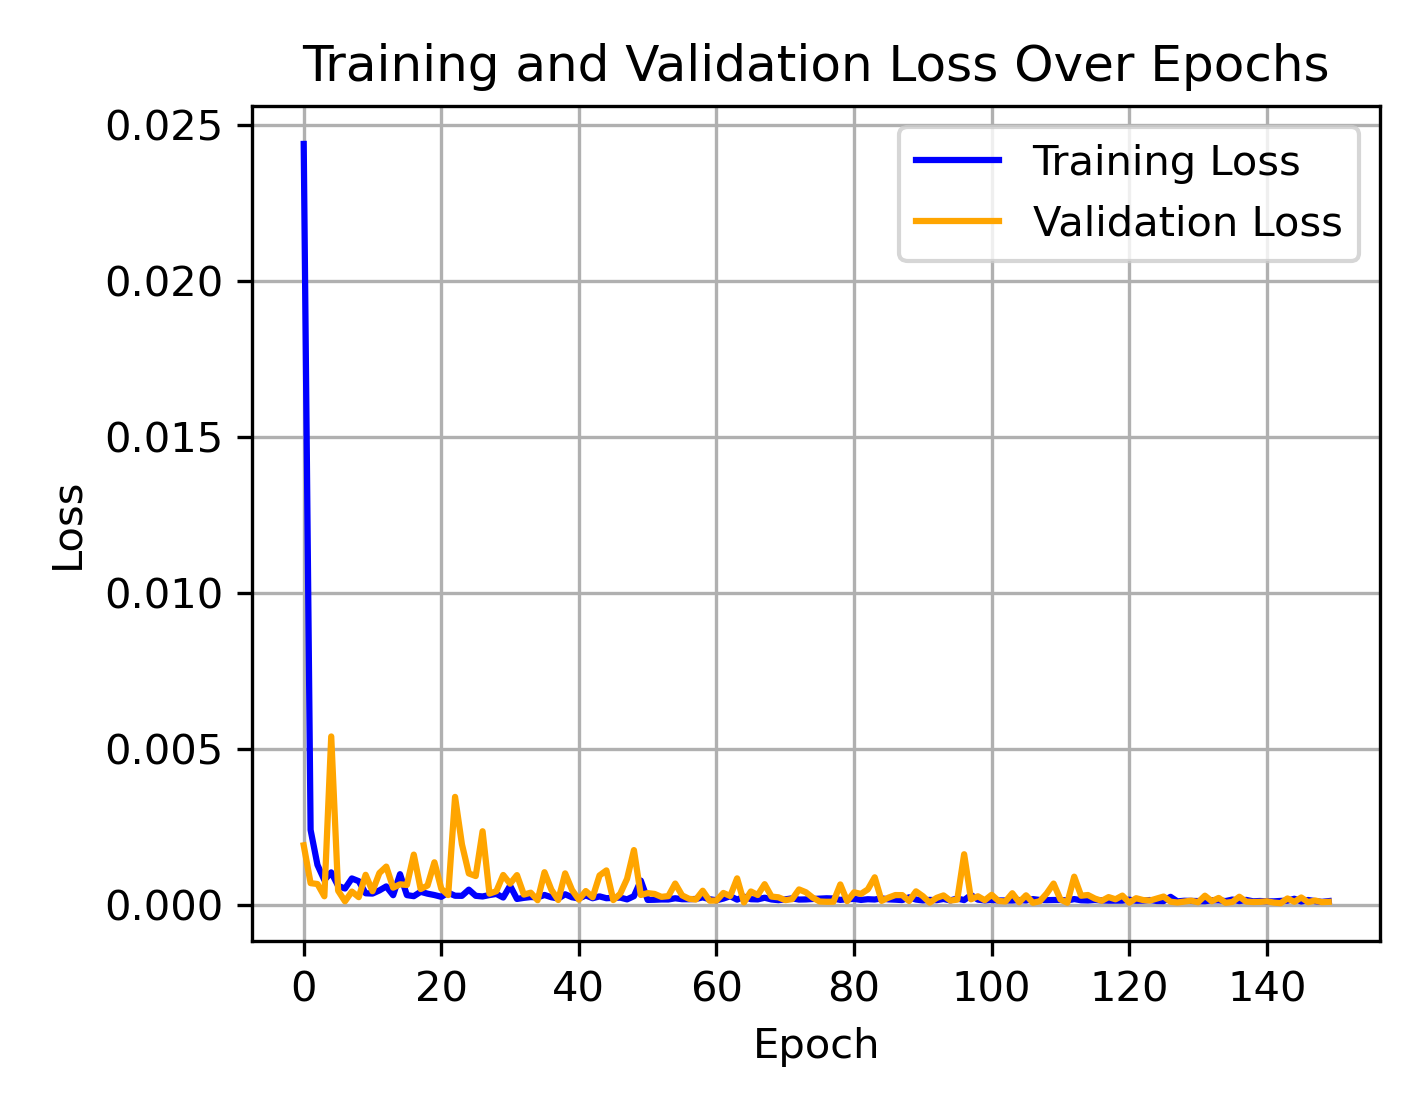 Training and Validation Loss Over Epochs
0.025
0.020
0.015
0.010
0.005
0.000
Loss
Training Loss
Validation Loss
0 20 40 60 80 100 120 140
Epoch